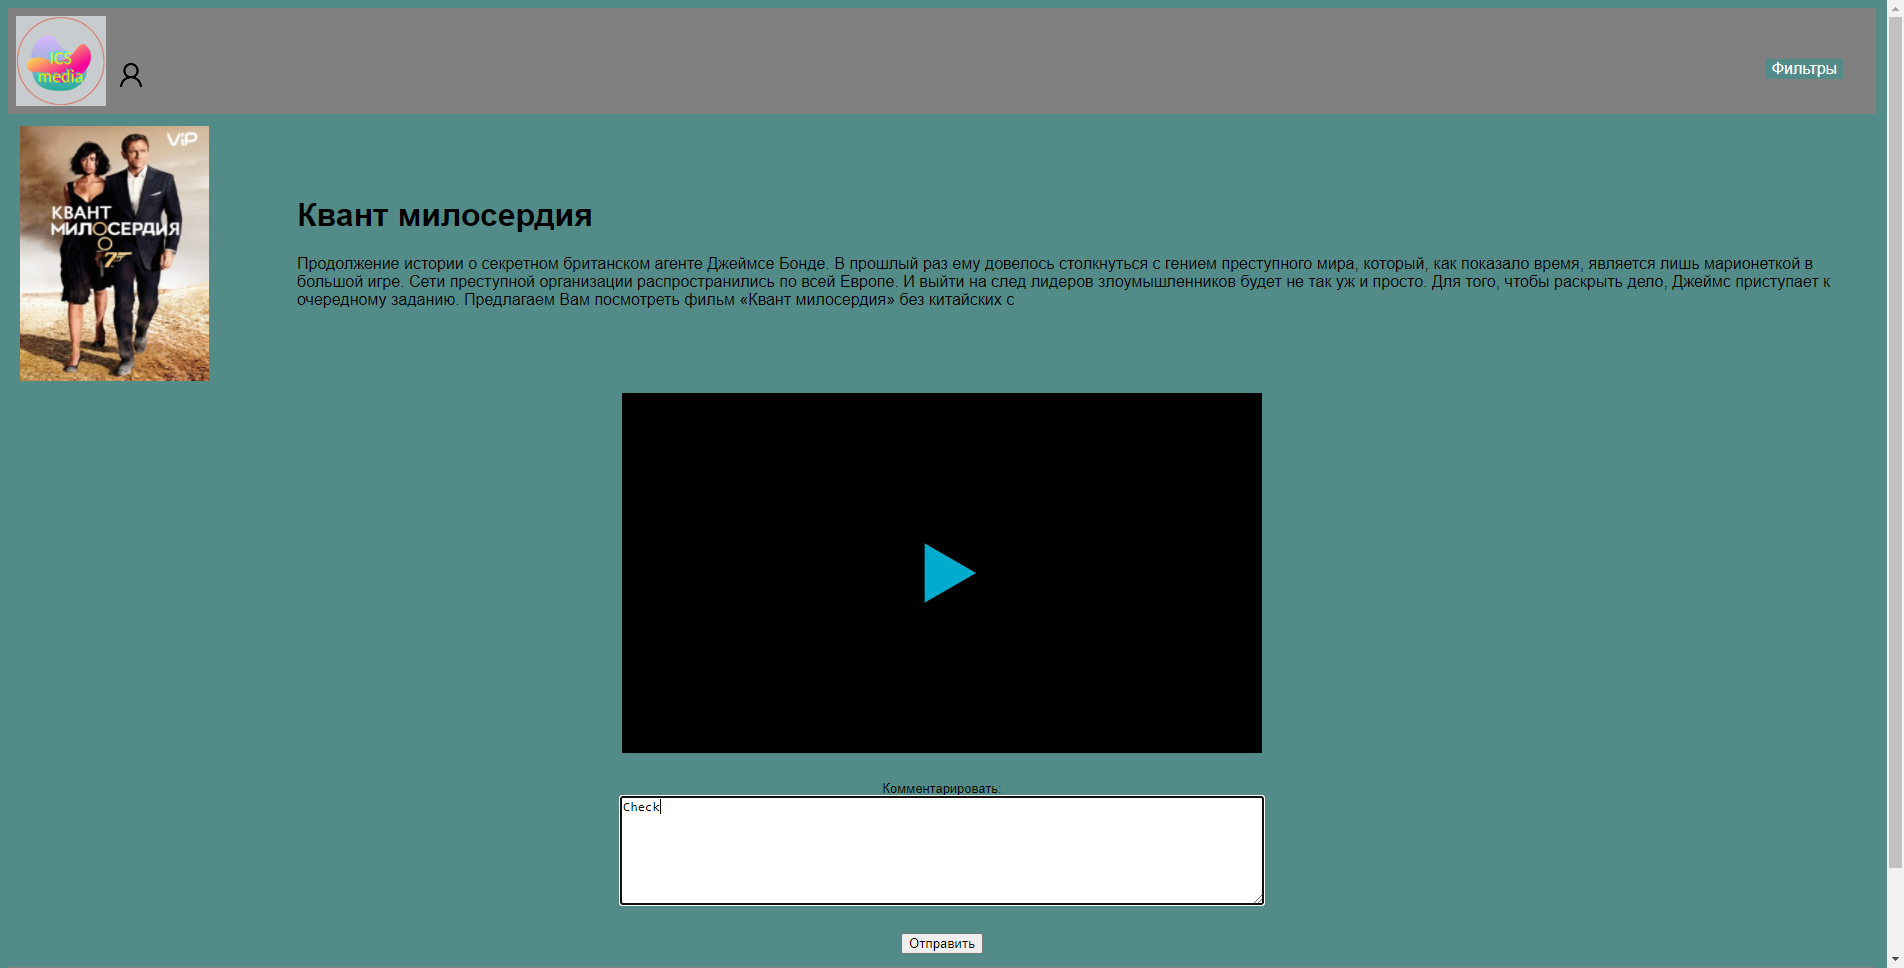 ICS
media
Фильтры
VİP
КВАНТ
МИЛОСЕРДИЯ
007
Квант милосердия
Продолжение истории о секретном британском агенте Джеймсе Бонде. В прошлый раз ему довелось столкнуться с гением преступного мира, который, как показало время, является лишь марионеткой в
большой игре. Сети преступной организации распространились по всей Европе. И выйти на след лидеров злоумышленников будет не так уж и просто. Для того, чтобы раскрыть дело, Джеймс приступает к
очередному заданию. Предлагаем Вам посмотреть фильм «Квант милосердия» без китайских с
Комментарировать:
Check
Отправить